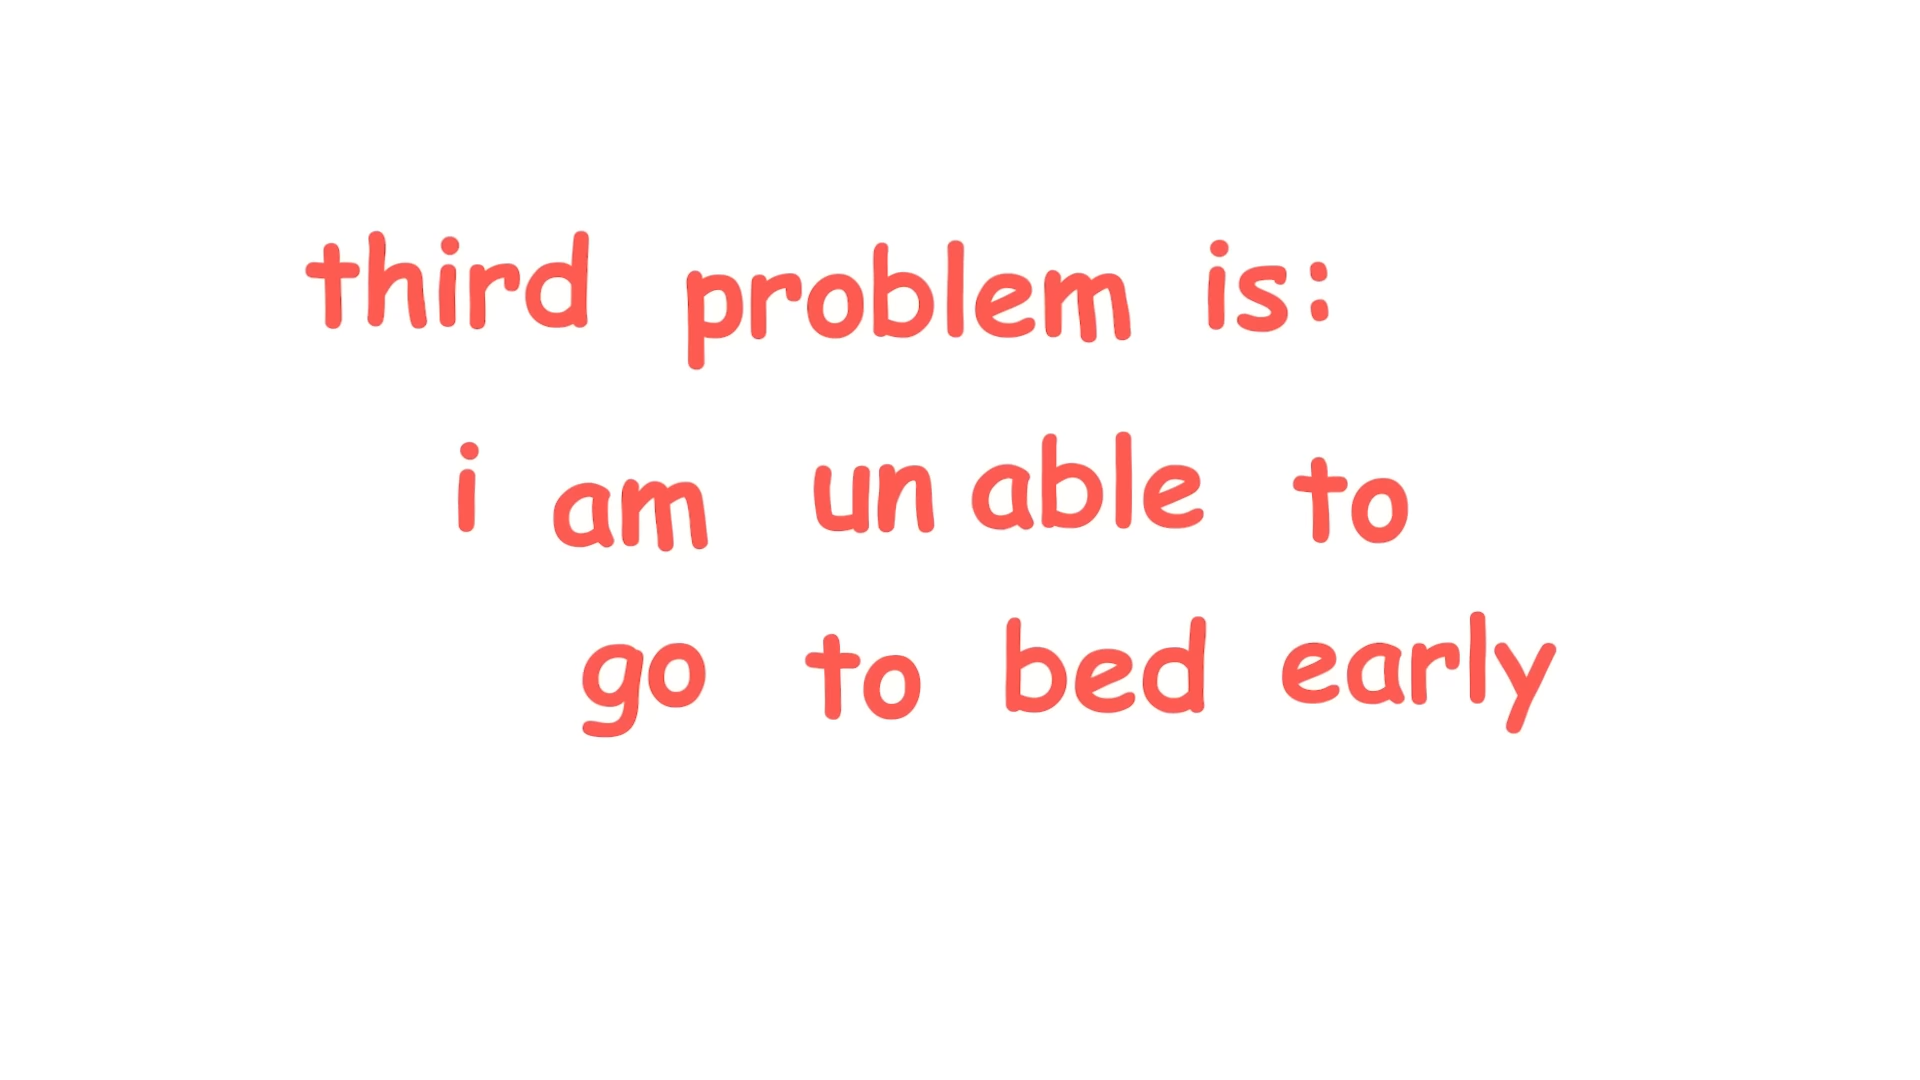 third problem is:
i am un able to
go to bed early